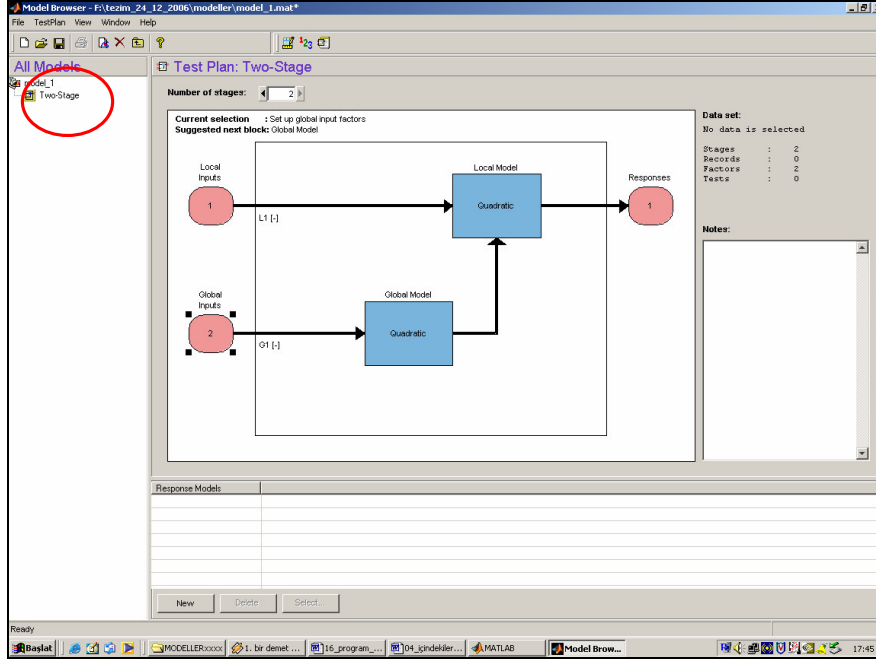 Model Browser - F:\tezim_24_12_2006\modeller\model_1.mat*
File TestPlan View Window Help
All Models
model_1
Two-Stage
Test Plan: Two-Stage
Number of stages: 2
Current selection : Set up global input factors
Suggested next block: Global Model
Local
Inputs
1
L1 [-]
Local Model
Quadratic
Responses
1
Global
Inputs
2
G1 [-]
Global Model
Quadratic
Data set:
No data is selected
Stages : 2
Records : 0
Factors : 2
Tests : 0
Notes:
Response Models
New Delete Select...
Ready
Başlat MODELLERxxxx 1. bir demet ... 16_program_... 04_içindekiler... MATLAB Model Brow... 17:45